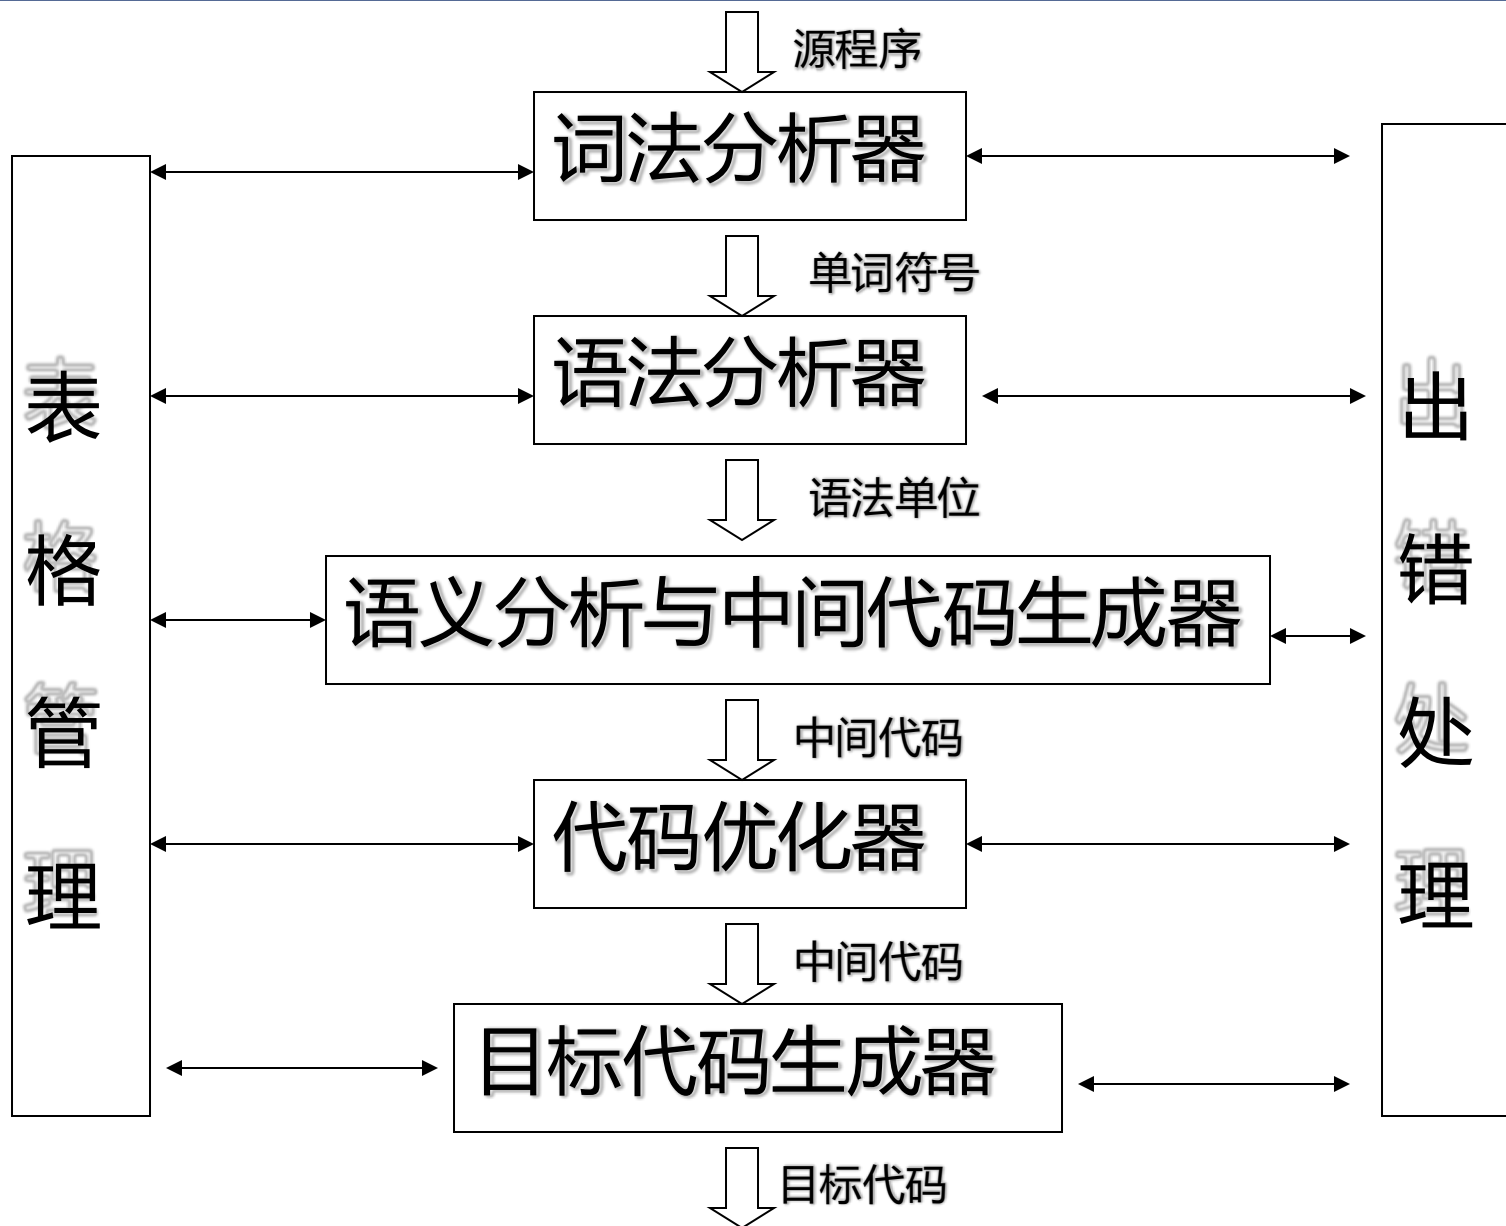 源程序
词法分析器
单词符号
语法分析器
语法单位
语义分析与中间代码生成器
中间代码
代码优化器
中间代码
目标代码生成器
目标代码
表
格
管
理
出
错
处
理